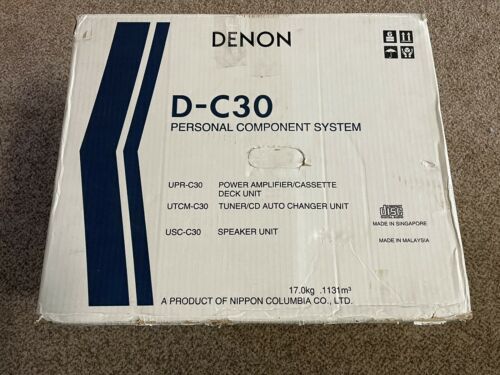 DENON
D-C30
PERSONAL COMPONENT SYSTEM
UPR-C30 POWER AMPLIFIER/CASSETTE
DECK UNIT
UTCM-C30 TUNER/CD AUTO CHANGER UNIT
USC-C30 SPEAKER UNIT
disc
MADE IN SINGAPORE
MADE IN MALAYSIA
17.0kg .1131m³
A PRODUCT OF NIPPON COLUMBIA CO., LTD.